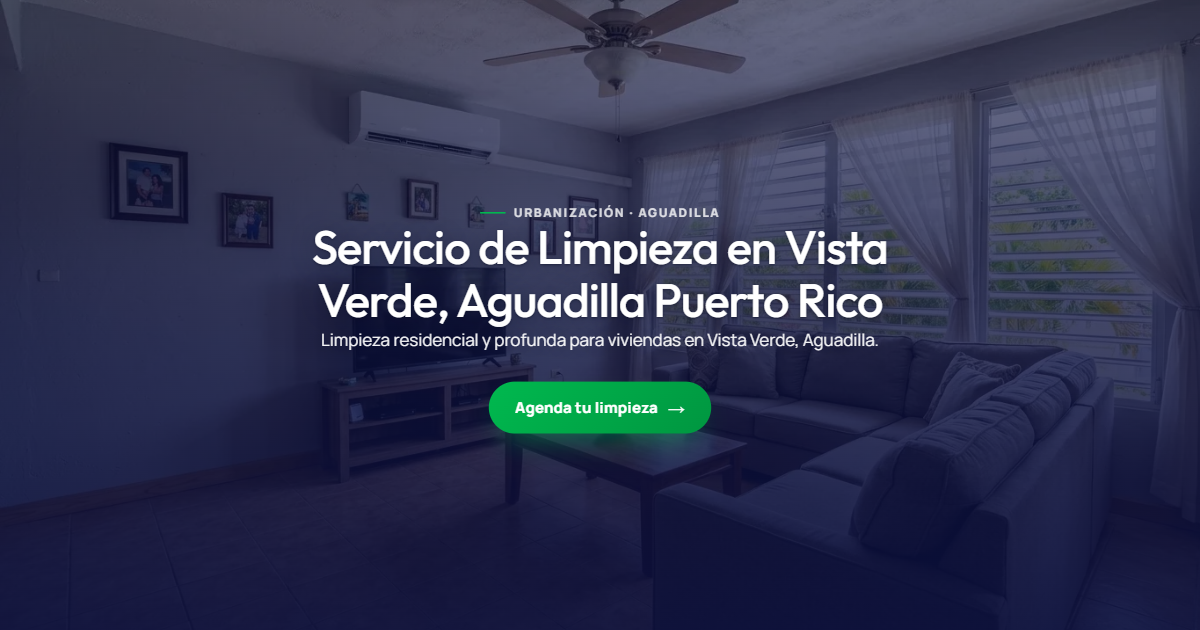 URBANIZACIÓN · AGUADILLA
Servicio de Limpieza en Vista
Verde, Aguadilla Puerto Rico
Limpieza residencial y profunda para viviendas en Vista Verde, Aguadilla.
Agenda tu limpieza →